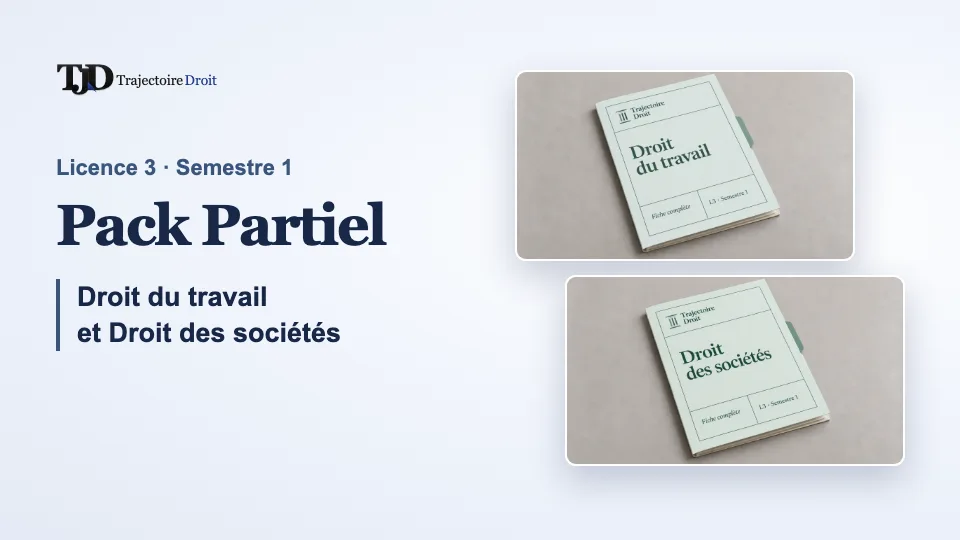 TJD Trajectoire Droit
Licence 3 · Semestre 1
Pack Partiel
Droit du travail
et Droit des sociétés
Trajectoire
Droit
Droit
du travail
Fiche complète
L3 - Semestre 1
Trajectoire
Droit
Droit
des sociétés
Fiche complète
L3 - Semestre 1